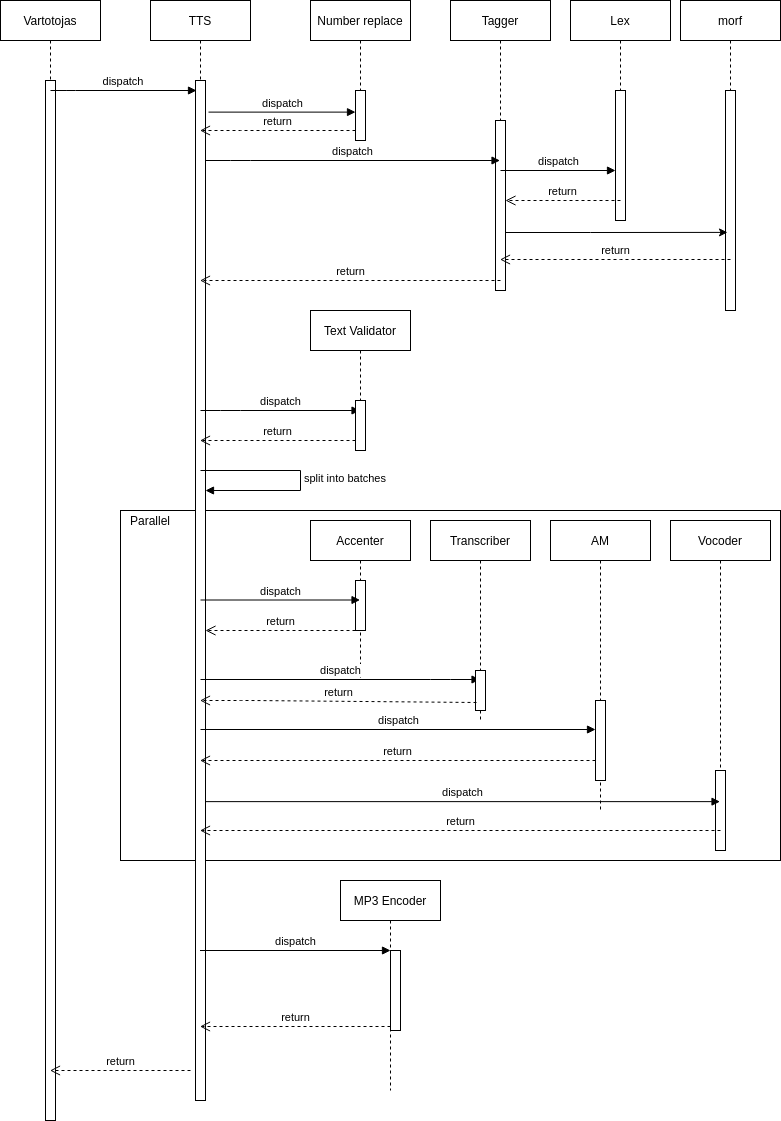 Vartotojas
TTS
Number replace
Tagger
Lex
morf
dispatch
dispatch
return
dispatch
dispatch
return
return
return
Text Validator
dispatch
return
split into batches
Parallel
Accenter
Transcriber
AM
Vocoder
dispatch
return
dispatch
return
dispatch
return
dispatch
return
MP3 Encoder
dispatch
return
return